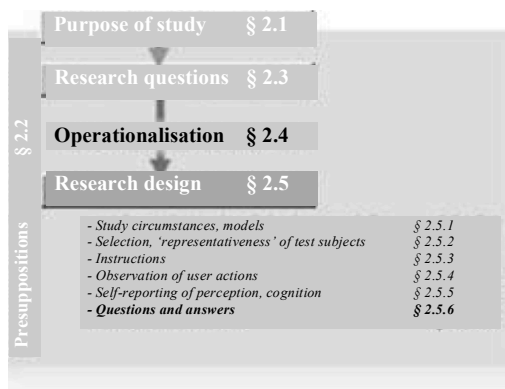 Purpose of study § 2.1
Research questions § 2.3
Operationalisation § 2.4
Research design § 2.5
- Study circumstances, models § 2.5.1
- Selection, ‘representativeness’ of test subjects § 2.5.2
- Instructions § 2.5.3
- Observation of user actions § 2.5.4
- Self-reporting of perception, cognition § 2.5.5
- Questions and answers § 2.5.6
Presuppositions § 2.2